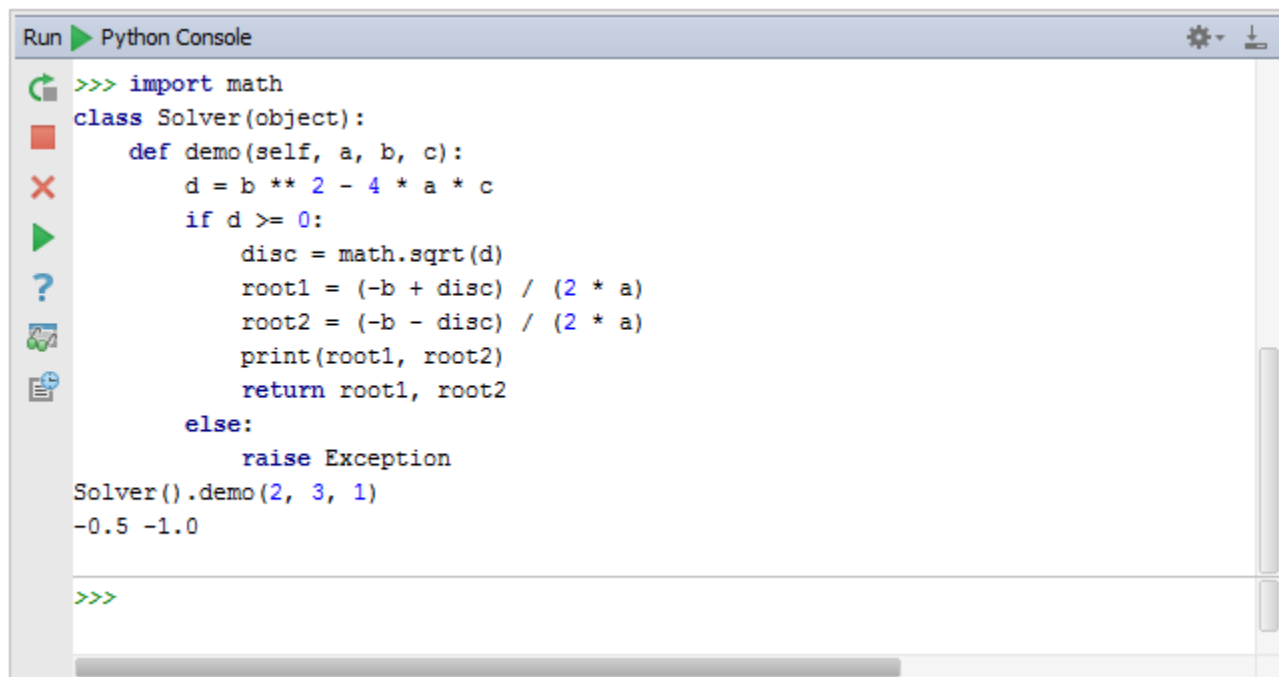 Run Python Console
>>> import math
class Solver(object):
    def demo(self, a, b, c):
        d = b ** 2 - 4 * a * c
        if d >= 0:
            disc = math.sqrt(d)
            root1 = (-b + disc) / (2 * a)
            root2 = (-b - disc) / (2 * a)
            print(root1, root2)
            return root1, root2
        else:
            raise Exception
Solver().demo(2, 3, 1)
-0.5 -1.0
>>>